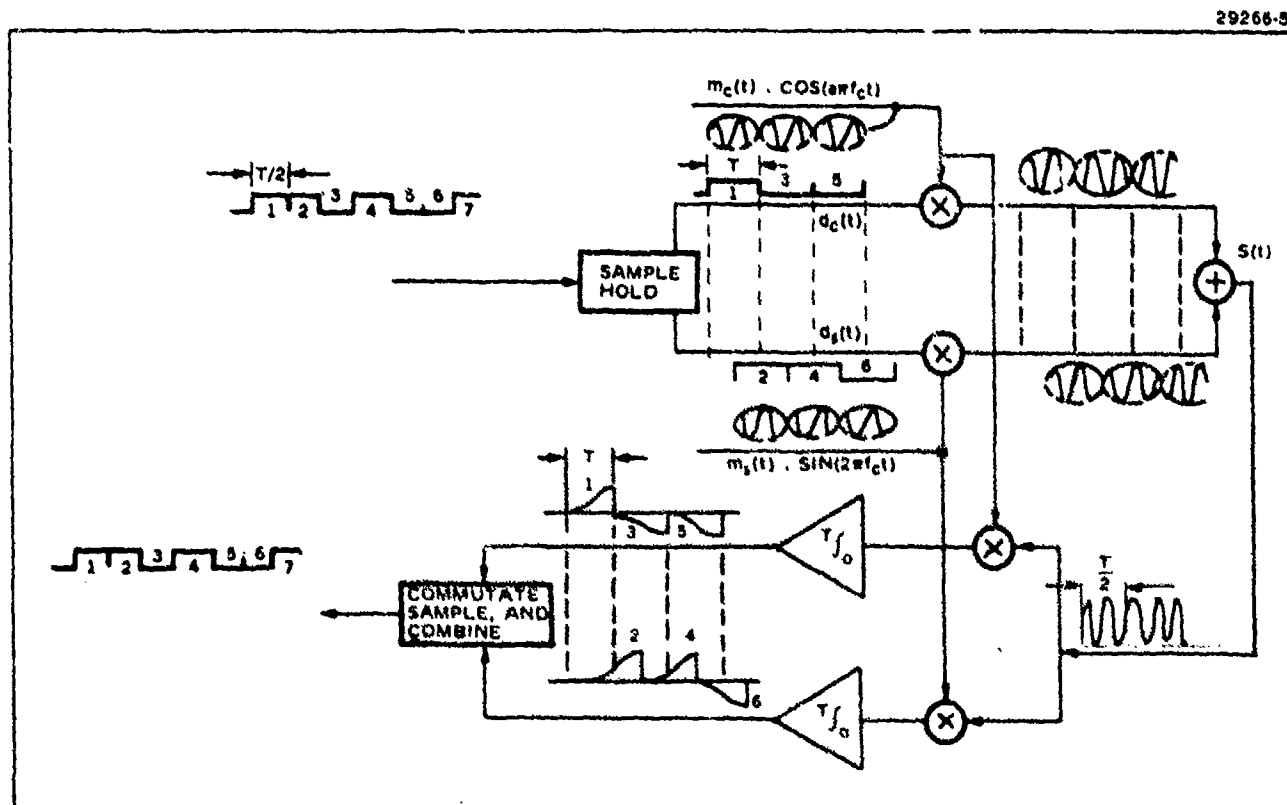 29266-5
m_c(t) . COS(aπf_ct)
T/2
1 2 3 4 5 6 7
T
1 3 5
d_c(t)
SAMPLE
HOLD
S(t)
d_s(t)
2 4 6
m_s(t) . SIN(2πf_ct)
T
1 3 5
T∫o
T/2
1 2 3 4 5 6 7
COMMUTATE
SAMPLE, AND
COMBINE
2 4 6
T∫o